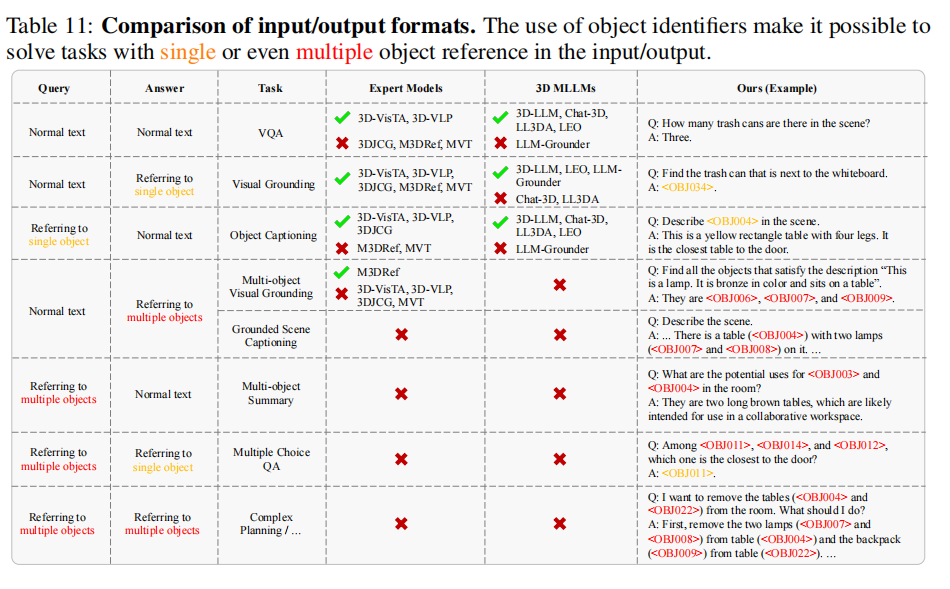 Table 11: Comparison of input/output formats. The use of object identifiers make it possible to
solve tasks with single or even multiple object reference in the input/output.
Query Answer Task Expert Models 3D MLLMs Ours (Example)
Normal text
Normal text
VQA
3D-VisTA, 3D-VLP
3DJCG, M3DRef, MVT
3D-LLM, Chat-3D,
LL3DA, LEO
LLM-Grounder
Q: How many trash cans are there in the scene?
A: Three.
Normal text
Referring to
single object
Visual Grounding
3D-VisTA, 3D-VLP,
3DJCG, M3DRef, MVT
3D-LLM, LEO, LLM-
Grounder
Chat-3D, LL3DA
Q: Find the trash can that is next to the whiteboard.
A: <OBJ034>.
Referring to
single object
Normal text
Object Captioning
3D-VisTA, 3D-VLP,
3DJCG
M3DRef, MVT
3D-LLM, Chat-3D,
LL3DA, LEO
LLM-Grounder
Q: Describe <OBJ004> in the scene.
A: This is a yellow rectangle table with four legs. It
is the closest table to the door.
Normal text
Referring to
multiple objects
Multi-object
Visual Grounding
M3DRef
3D-VisTA, 3D-VLP,
3DJCG, MVT
Q: Find all the objects that satisfy the description “This
is a lamp. It is bronze in color and sits on a table”.
A: They are <OBJ006>, <OBJ007>, and <OBJ009>.
Grounded Scene
Captioning
Q: Describe the scene.
A: ... There is a table (<OBJ004>) with two lamps
(<OBJ007> and <OBJ008>) on it. ...
Referring to
multiple objects
Normal text
Multi-object
Summary
Q: What are the potential uses for <OBJ003> and
<OBJ004> in the room?
A: They are two long brown tables, which are likely
intended for use in a collaborative workspace.
Referring to
multiple objects
Referring to
single object
Multiple Choice
QA
Q: Among <OBJ011>, <OBJ014>, and <OBJ012>,
which one is the closest to the door?
A: <OBJ011>.
Referring to
multiple objects
Referring to
multiple objects
Complex
Planning / ...
Q: I want to remove the tables (<OBJ004> and
<OBJ022>) from the room. What should I do?
A: First, remove the two lamps (<OBJ007> and
<OBJ008>) from table (<OBJ004>) and the backpack
(<OBJ009>) from table (<OBJ022>). ...